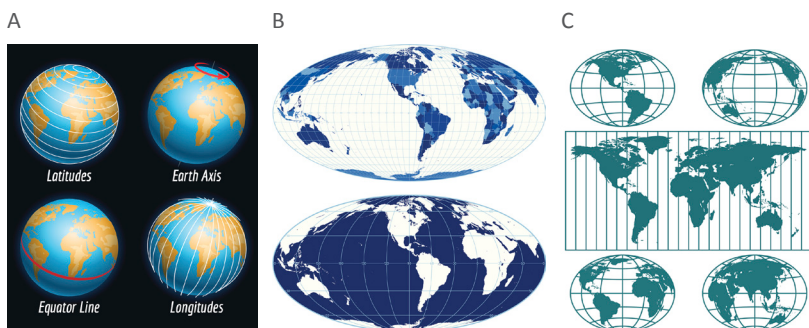 A
B
C
Latitudes
Earth Axis
Equator Line
Longitudes